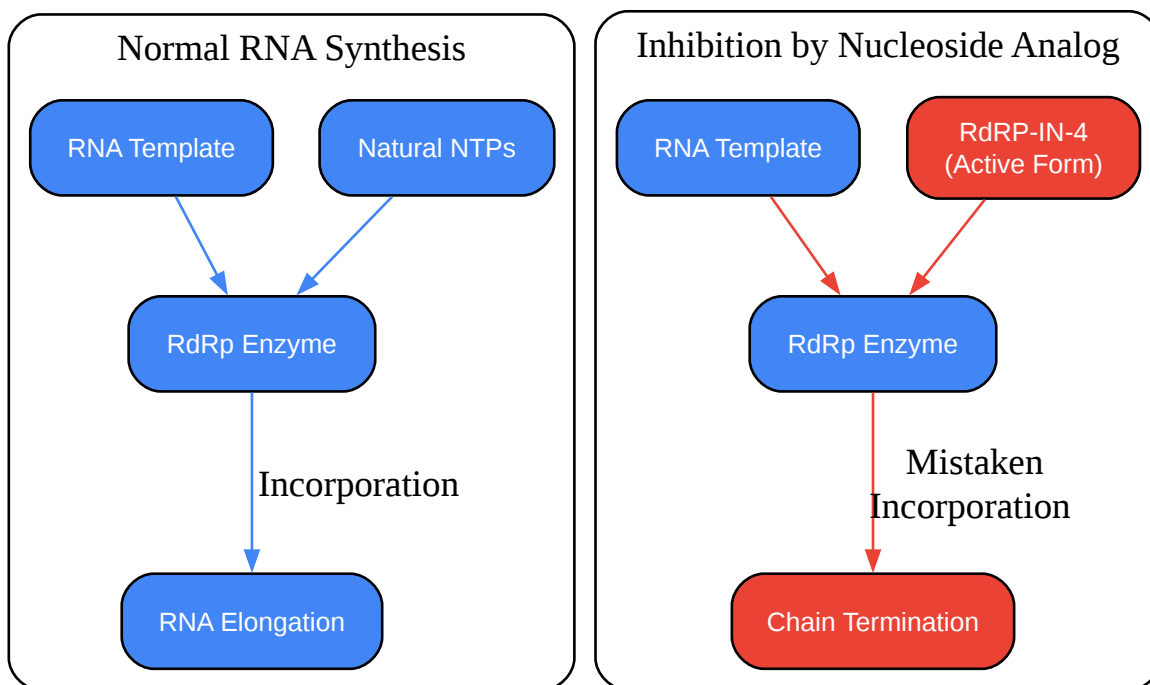 Normal RNA Synthesis
RNA Template
Natural NTPs
RdRp Enzyme
Incorporation
RNA Elongation
Inhibition by Nucleoside Analog
RNA Template
RdRP-IN-4
(Active Form)
RdRp Enzyme
Mistaken
Incorporation
Chain Termination